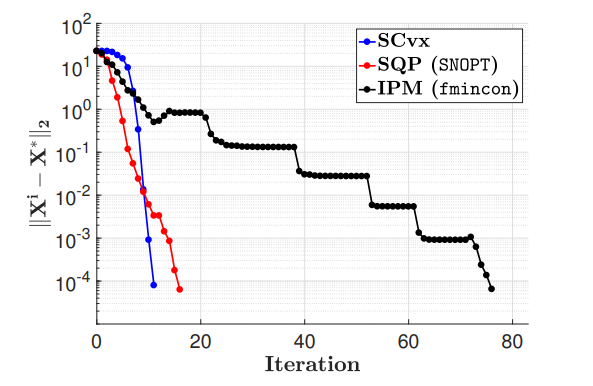 10^2
10^1
10^0
10^-1
10^-2
10^-3
10^-4
||X^i − X^*||_2
SCvx
SQP (SNOPT)
IPM (fmincon)
0 20 40 60 80
Iteration